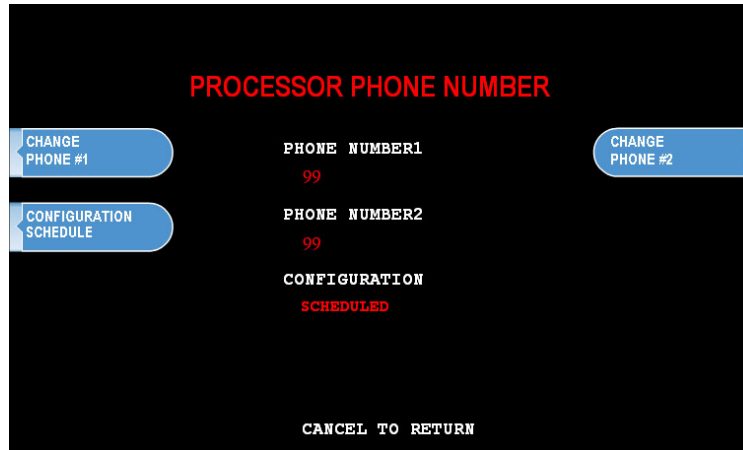 PROCESSOR PHONE NUMBER
CHANGE
PHONE #1
PHONE NUMBER1
99
CHANGE
PHONE #2
CONFIGURATION
SCHEDULE
PHONE NUMBER2
99
CONFIGURATION
SCHEDULED
CANCEL TO RETURN